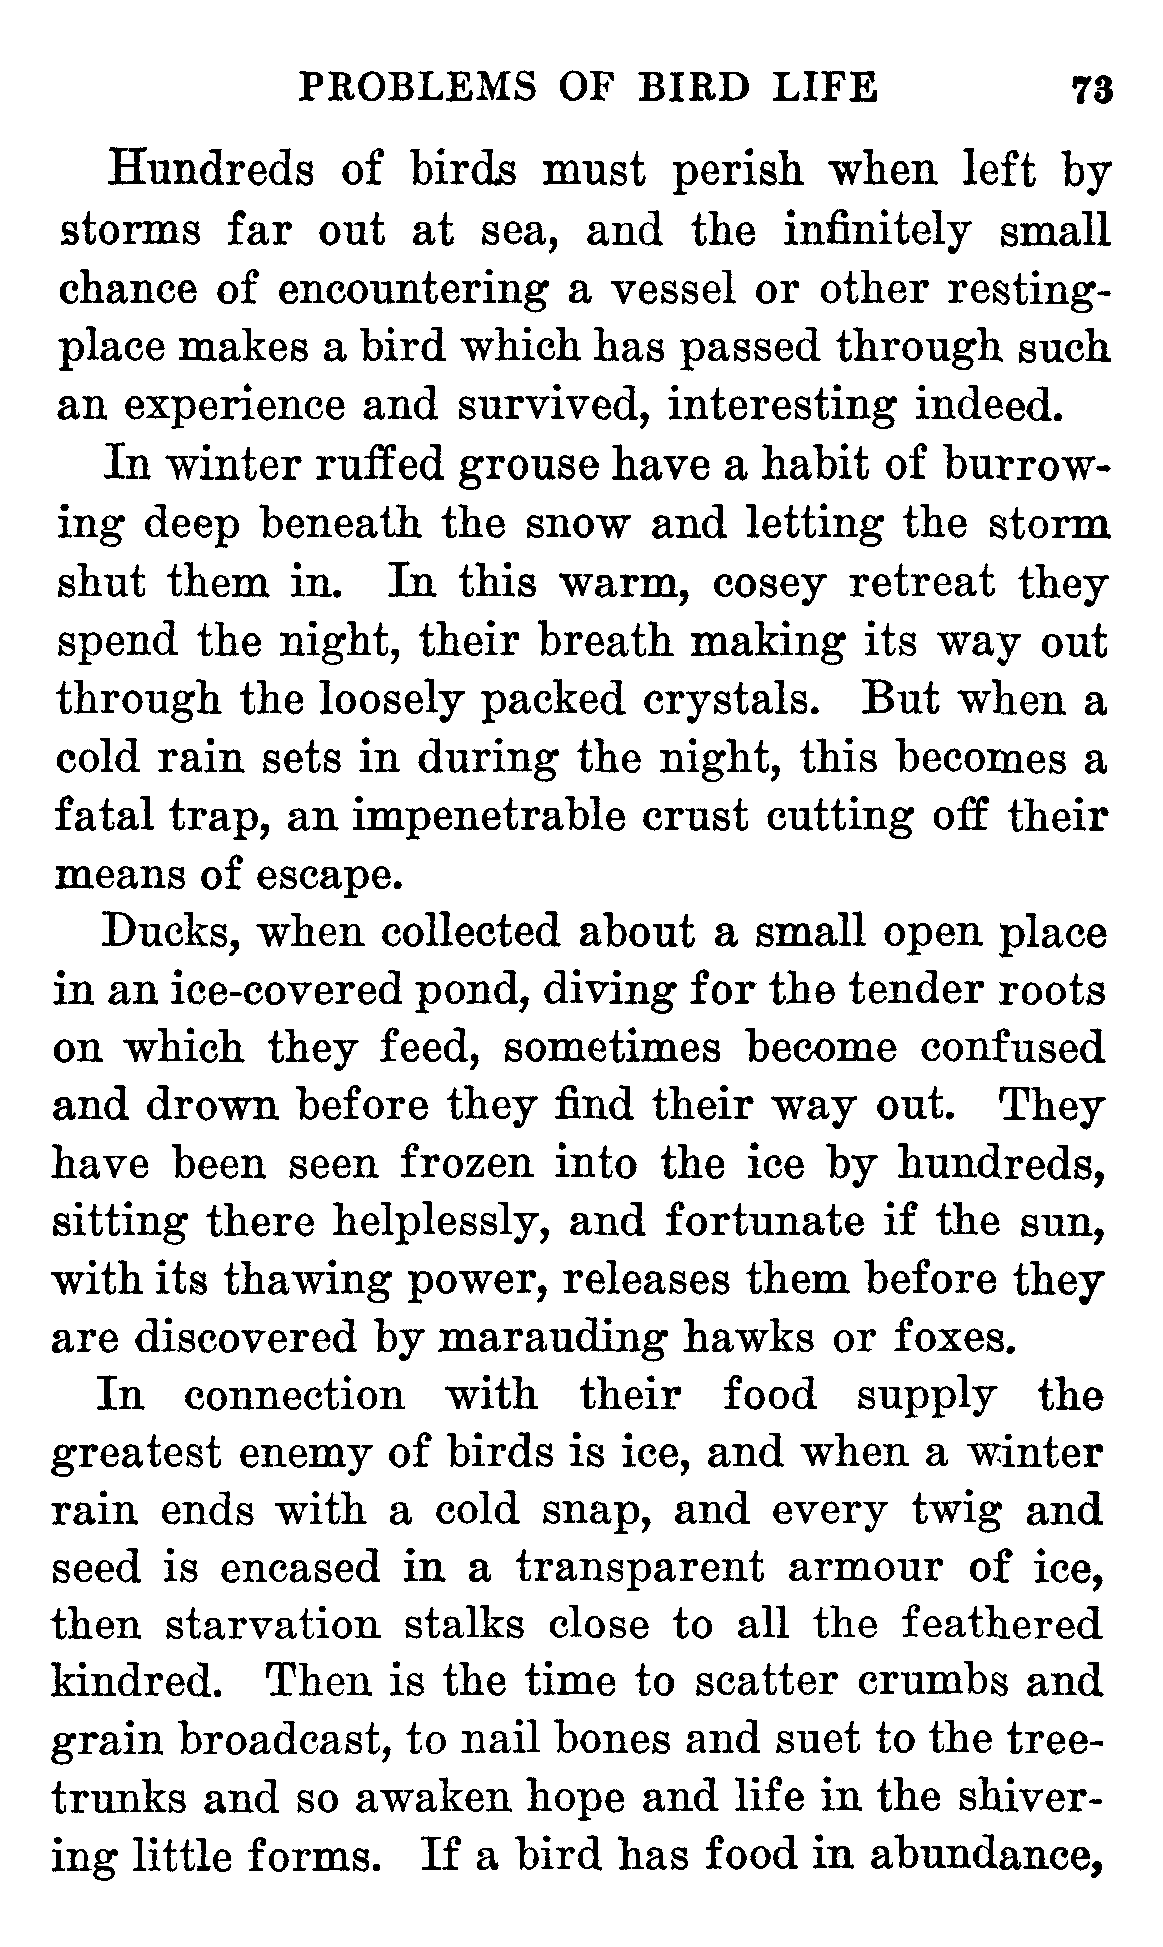 PROBLEMS OF BIRD LIFE 73
Hundreds of birds must perish when left by
storms far out at sea, and the infinitely small
chance of encountering a vessel or other resting-
place makes a bird which has passed through such
an experience and survived, interesting indeed.
In winter ruffed grouse have a habit of burrow-
ing deep beneath the snow and letting the storm
shut them in. In this warm, cosey retreat they
spend the night, their breath making its way out
through the loosely packed crystals. But when a
cold rain sets in during the night, this becomes a
fatal trap, an impenetrable crust cutting off their
means of escape.
Ducks, when collected about a small open place
in an ice-covered pond, diving for the tender roots
on which they feed, sometimes become confused
and drown before they find their way out. They
have been seen frozen into the ice by hundreds,
sitting there helplessly, and fortunate if the sun,
with its thawing power, releases them before they
are discovered by marauding hawks or foxes.
In connection with their food supply the
greatest enemy of birds is ice, and when a winter
rain ends with a cold snap, and every twig and
seed is encased in a transparent armour of ice,
then starvation stalks close to all the feathered
kindred. Then is the time to scatter crumbs and
grain broadcast, to nail bones and suet to the tree-
trunks and so awaken hope and life in the shiver-
ing little forms. If a bird has food in abundance,